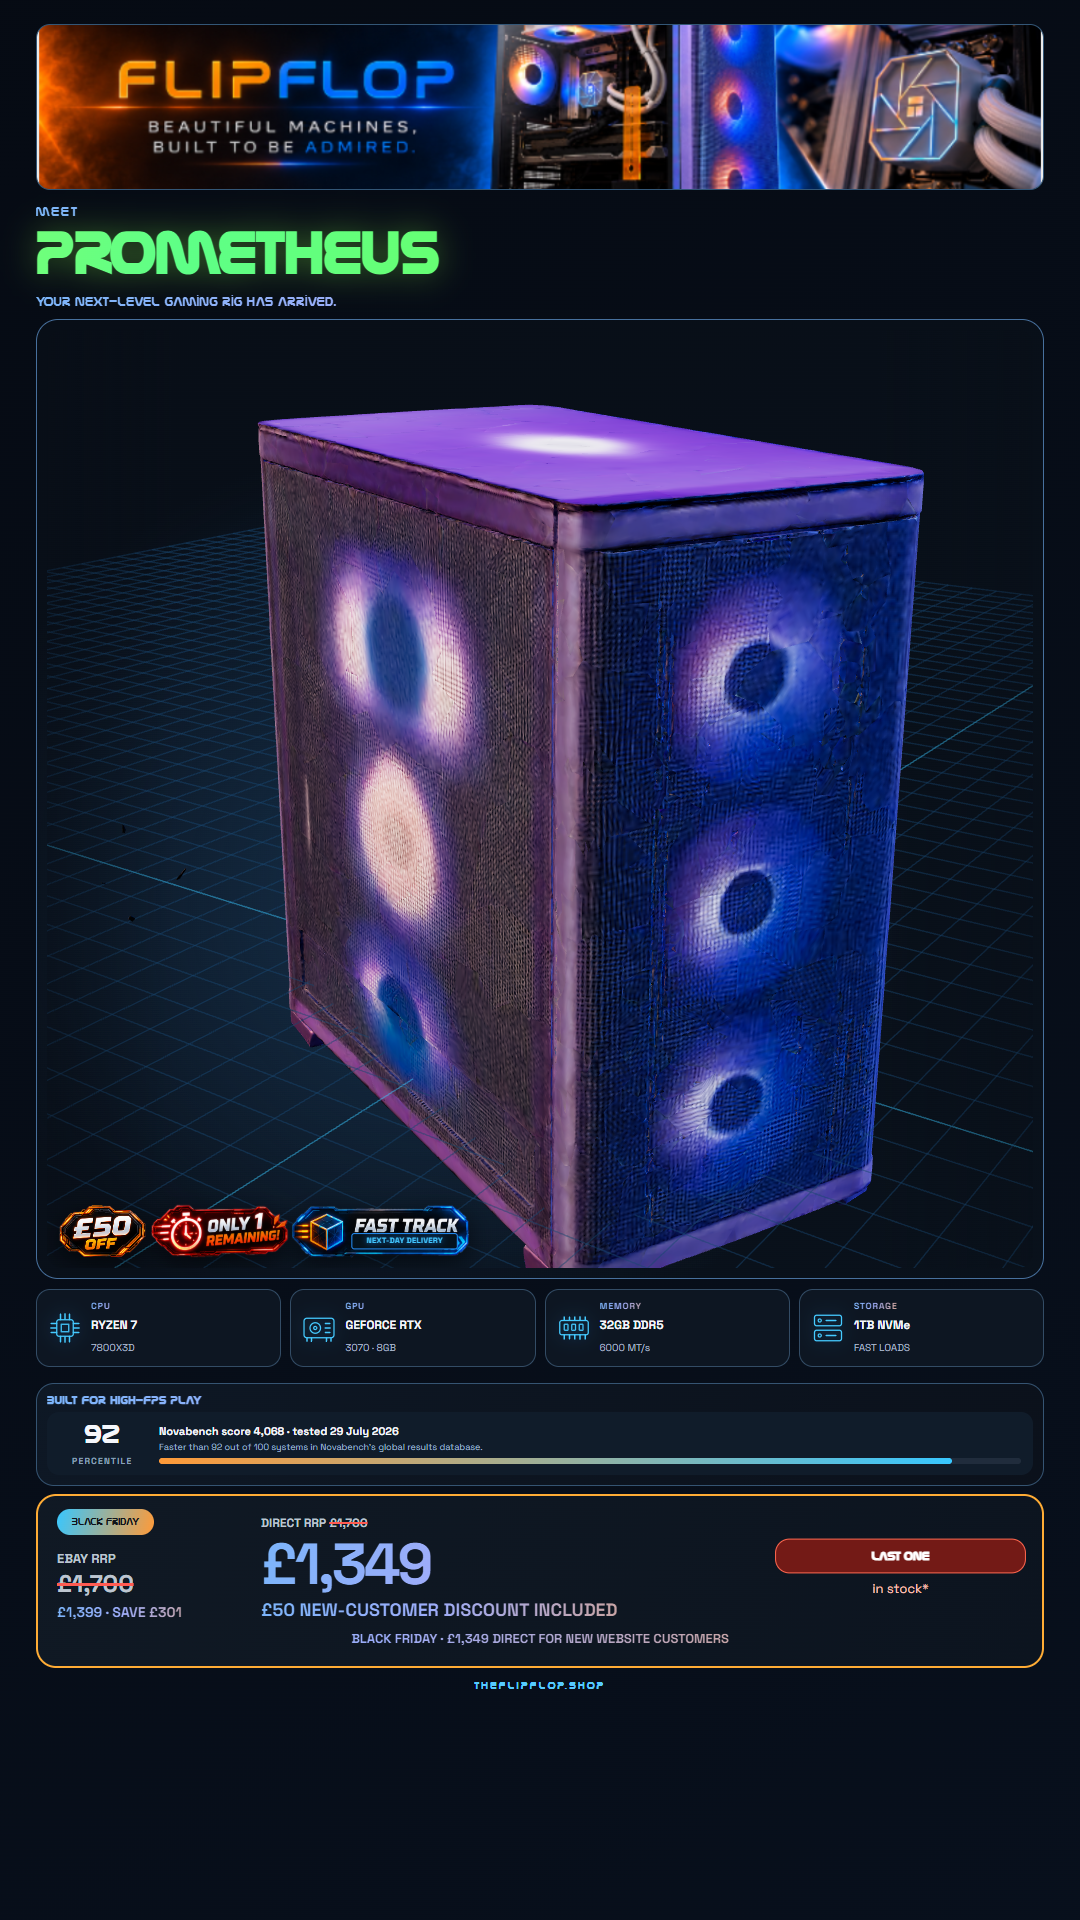 FLIPFLOP
BEAUTIFUL MACHINES,
BUILT TO BE ADMIRED.
MEET
PROMETHEUS
YOUR NEXT-LEVEL GAMING RIG HAS ARRIVED.
£50 OFF
ONLY 1 REMAINING!
FAST TRACK
NEXT-DAY DELIVERY
CPU
RYZEN 7
7800X3D
GPU
GEFORCE RTX
3070 · 8GB
MEMORY
32GB DDR5
6000 MT/s
STORAGE
1TB NVMe
FAST LOADS
BUILT FOR HIGH-FPS PLAY
92
PERCENTILE
Novabench score 4,068 · tested 29 July 2026
Faster than 92 out of 100 systems in Novabench's global results database.
BLACK FRIDAY
EBAY RRP
£1,700
£1,399 · SAVE £301
DIRECT RRP £1,700
£1,349
£50 NEW-CUSTOMER DISCOUNT INCLUDED
LAST ONE
in stock*
BLACK FRIDAY · £1,349 DIRECT FOR NEW WEBSITE CUSTOMERS
THEFLIPFLOP.SHOP